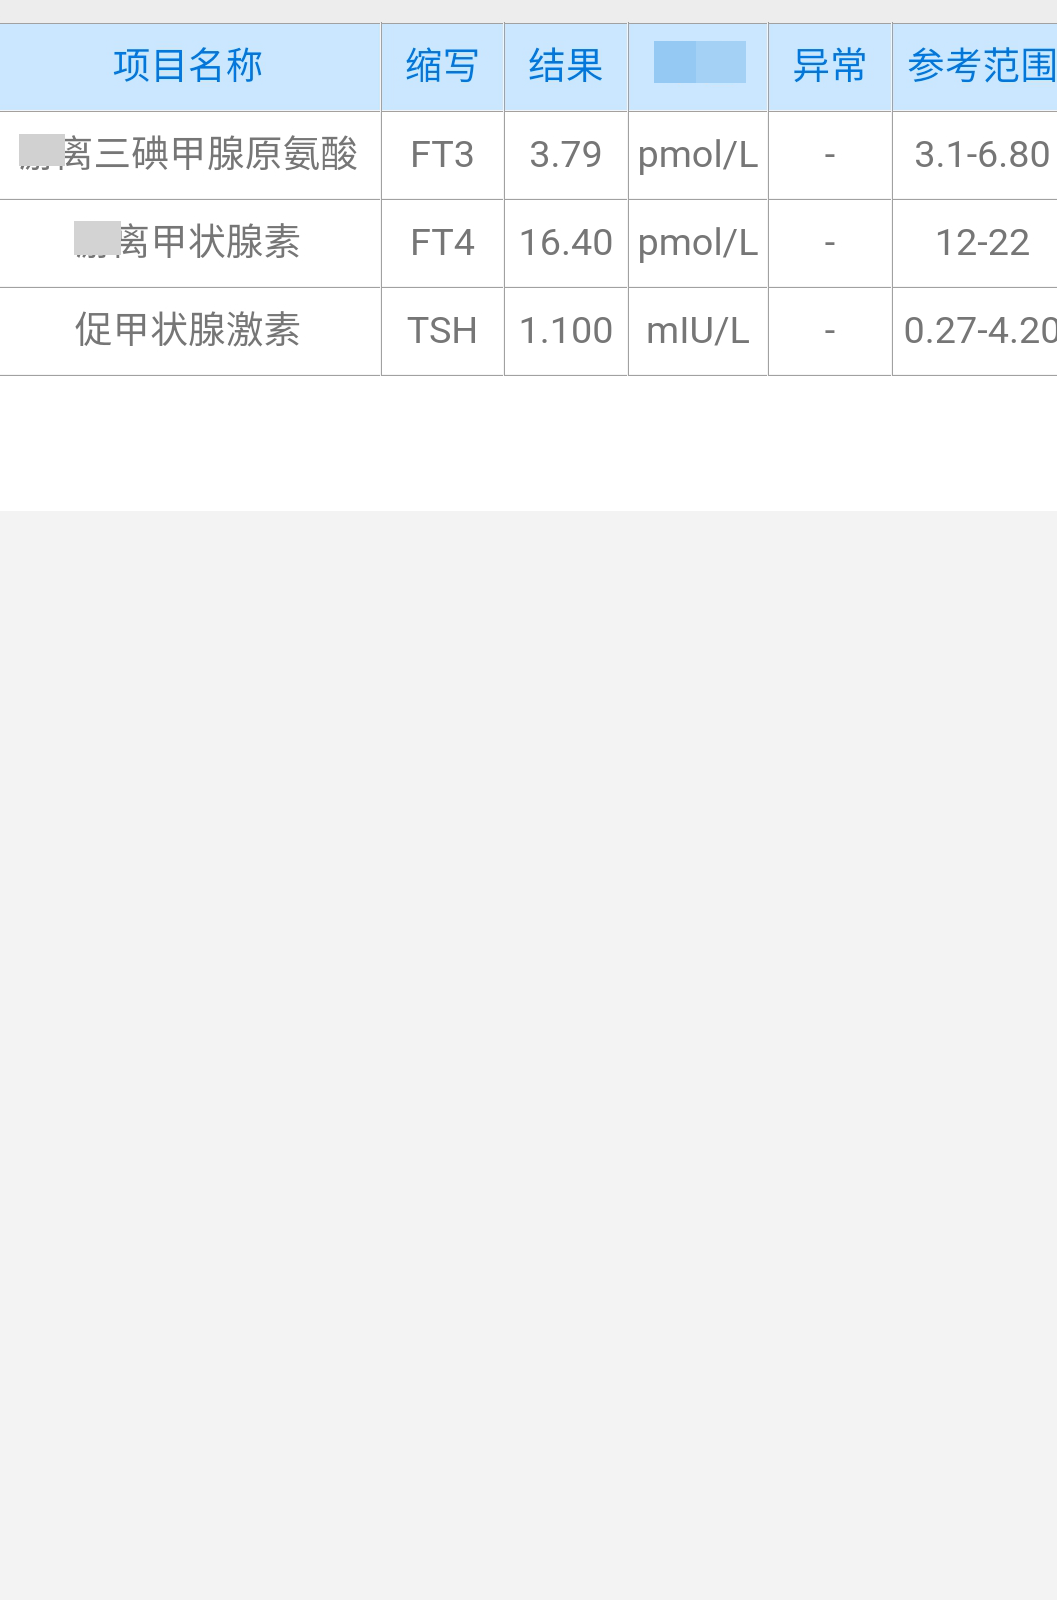 项目名称 缩写 结果 异常 参考范围
离三碘甲腺原氨酸 FT3 3.79 pmol/L - 3.1-6.80
离甲状腺素 FT4 16.40 pmol/L - 12-22
促甲状腺激素 TSH 1.100 mIU/L - 0.27-4.20